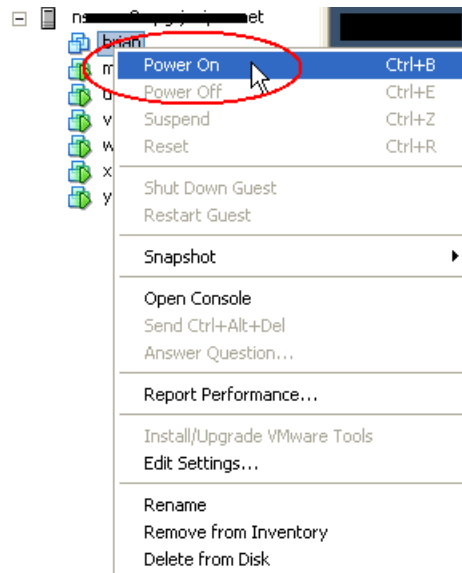 brian
m
v
w
x
y
Power On Ctrl+B
Power Off Ctrl+E
Suspend Ctrl+Z
Reset Ctrl+R
Shut Down Guest
Restart Guest
Snapshot
Open Console
Send Ctrl+Alt+Del
Answer Question...
Report Performance...
Install/Upgrade VMware Tools
Edit Settings...
Rename
Remove from Inventory
Delete from Disk